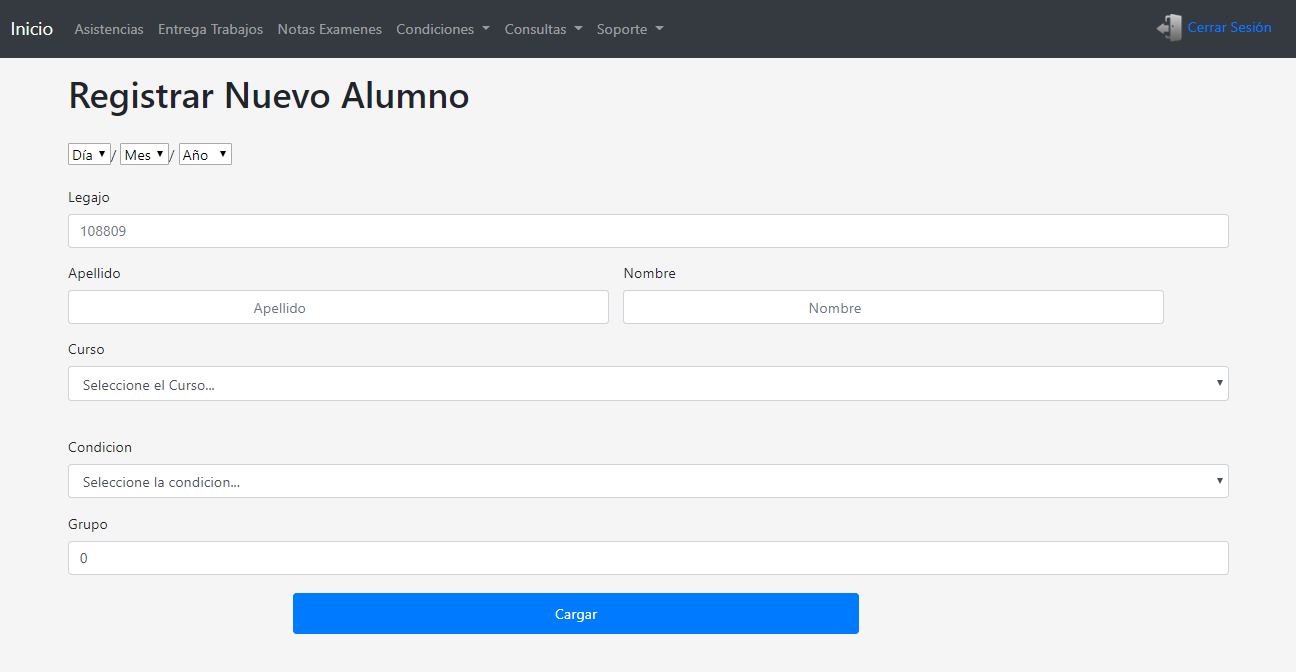 Inicio Asistencias Entrega Trabajos Notas Examenes Condiciones Consultas Soporte Cerrar Sesión
Registrar Nuevo Alumno
Día / Mes / Año
Legajo
108809
Apellido Nombre
Apellido Nombre
Curso
Seleccione el Curso...
Condicion
Seleccione la condicion...
Grupo
0
Cargar